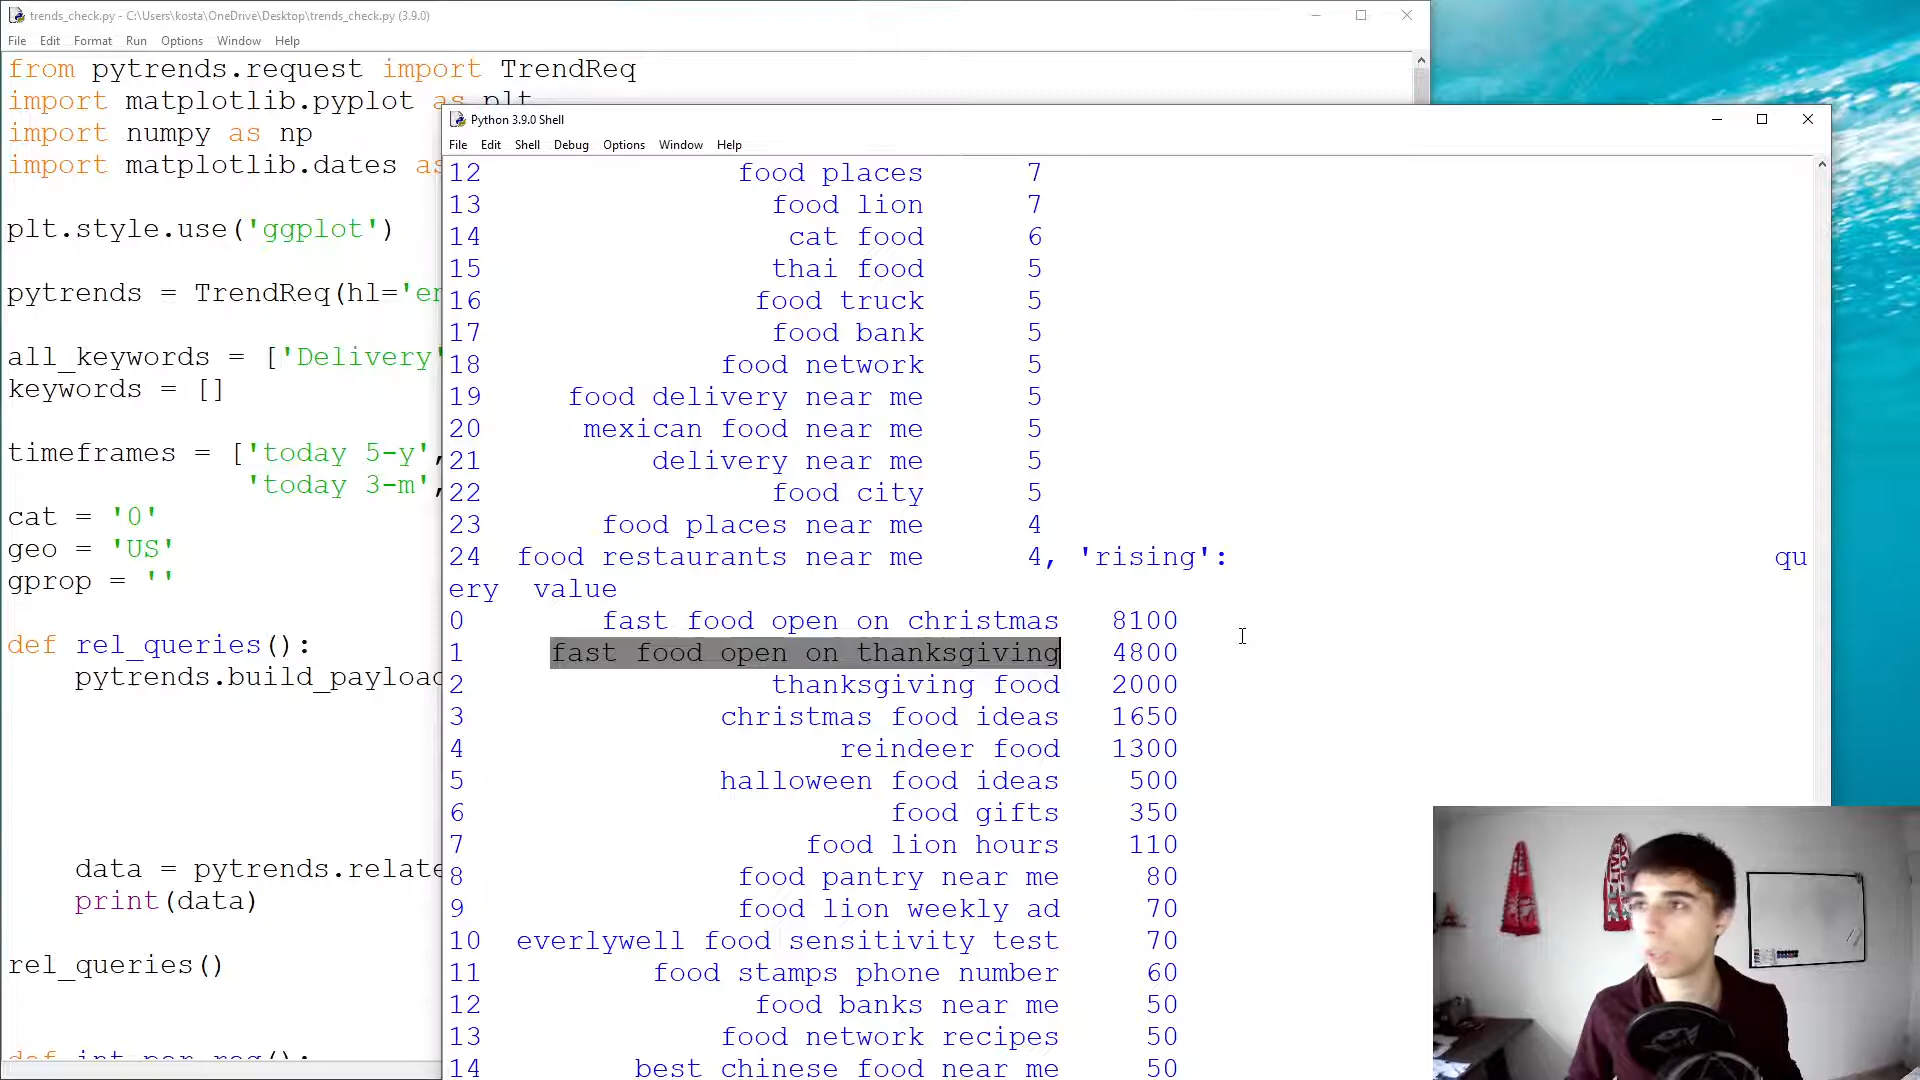 trends_check.py - C:\Users\kosta\OneDrive\Desktop\trends_check.py (3.9.0)
File Edit Format Run Options Window Help
from pytrends.request import TrendReq
import matplotlib.pyplot as plt
import numpy as np
import matplotlib.dates as
plt.style.use('ggplot')
pytrends = TrendReq(hl='en
all_keywords = ['Delivery'
keywords = []
timeframes = ['today 5-y',
'today 3-m',
cat = '0'
geo = 'US'
gprop = ''
def rel_queries():
pytrends.build_payload
data = pytrends.relate
print(data)
rel_queries()
def int_per_reg():
Python 3.9.0 Shell
File Edit Shell Debug Options Window Help
12 food places 7
13 food lion 7
14 cat food 6
15 thai food 5
16 food truck 5
17 food bank 5
18 food network 5
19 food delivery near me 5
20 mexican food near me 5
21 delivery near me 5
22 food city 5
23 food places near me 4
24 food restaurants near me 4, 'rising': qu
ery value
0 fast food open on christmas 8100
1 fast food open on thanksgiving 4800
2 thanksgiving food 2000
3 christmas food ideas 1650
4 reindeer food 1300
5 halloween food ideas 500
6 food gifts 350
7 food lion hours 110
8 food pantry near me 80
9 food lion weekly ad 70
10 everlywell food sensitivity test 70
11 food stamps phone number 60
12 food banks near me 50
13 food network recipes 50
14 best chinese food near me 50